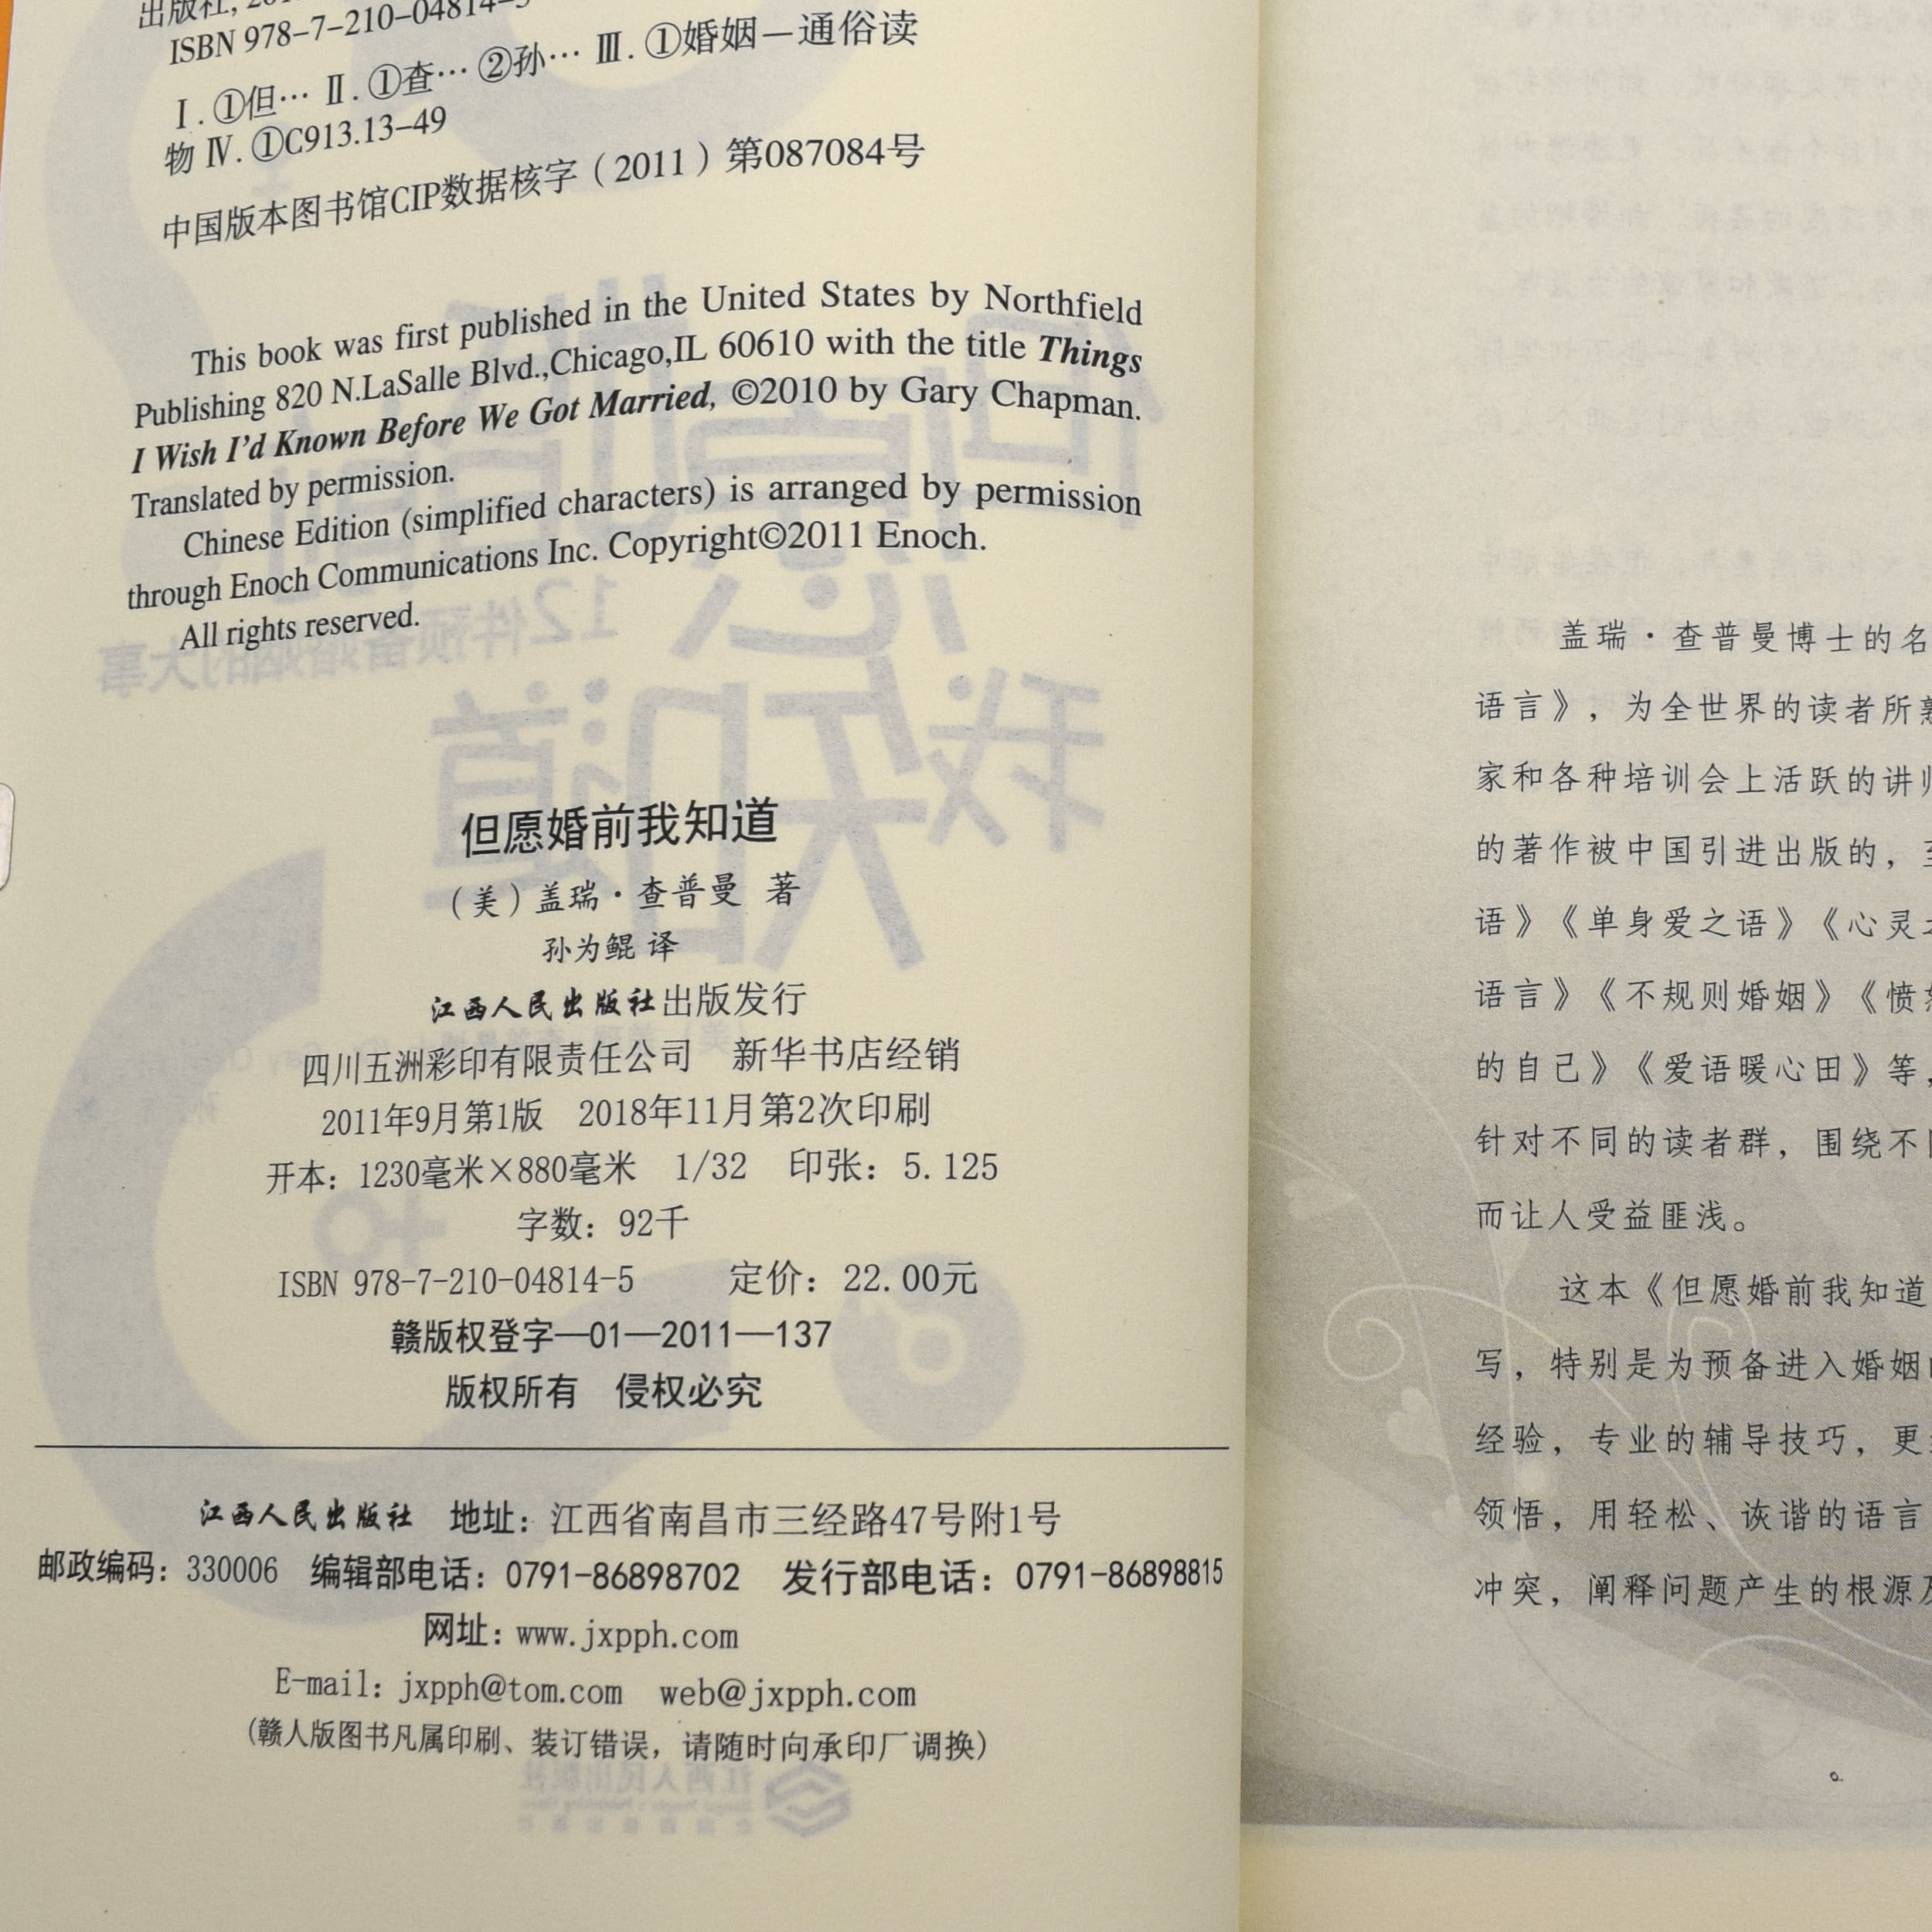 出版社, 20
ISBN 978-7-210-04814-5
Ⅰ. ①但… Ⅱ. ①查… ②孙… Ⅲ. ①婚姻－通俗读
物 Ⅳ. ①C913.13-49
中国版本图书馆CIP数据核字（2011）第087084号
This book was first published in the United States by Northfield
Publishing 820 N.LaSalle Blvd.,Chicago,IL 60610 with the title Things
I Wish I'd Known Before We Got Married, ©2010 by Gary Chapman.
Translated by permission.
Chinese Edition (simplified characters) is arranged by permission
through Enoch Communications Inc. Copyright©2011 Enoch.
All rights reserved.
但愿婚前我知道
（美）盖瑞·查普曼 著
孙为鲲 译
江西人民出版社出版发行
四川五洲彩印有限责任公司 新华书店经销
2011年9月第1版 2018年11月第2次印刷
开本：1230毫米×880毫米 1/32 印张：5.125
字数：92千
ISBN 978-7-210-04814-5 定价：22.00元
赣版权登字—01—2011—137
版权所有 侵权必究
江西人民出版社 地址：江西省南昌市三经路47号附1号
邮政编码：330006 编辑部电话：0791-86898702 发行部电话：0791-86898815
网址：www.jxpph.com
E-mail：jxpph@tom.com web@jxpph.com
（赣人版图书凡属印刷、装订错误，请随时向承印厂调换）
盖瑞·查普曼博士的名
语言》，为全世界的读者所
家和各种培训会上活跃的讲
的著作被中国引进出版的，
语》《单身爱之语》《心灵
语言》《不规则婚姻》《愤
的自己》《爱语暖心田》等，
针对不同的读者群，围绕不
而让人受益匪浅。
这本《但愿婚前我知道
写，特别是为预备进入婚姻
经验，专业的辅导技巧，更
领悟，用轻松、诙谐的语言
冲突，阐释问题产生的根源